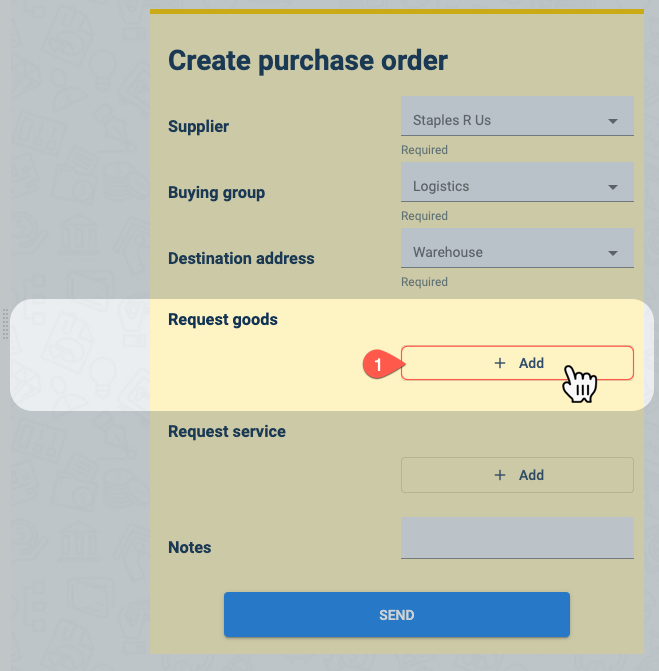 Create purchase order
Supplier
Staples R Us
Required
Buying group
Logistics
Required
Destination address
Warehouse
Required
Request goods
1
+ Add
Request service
+ Add
Notes
SEND